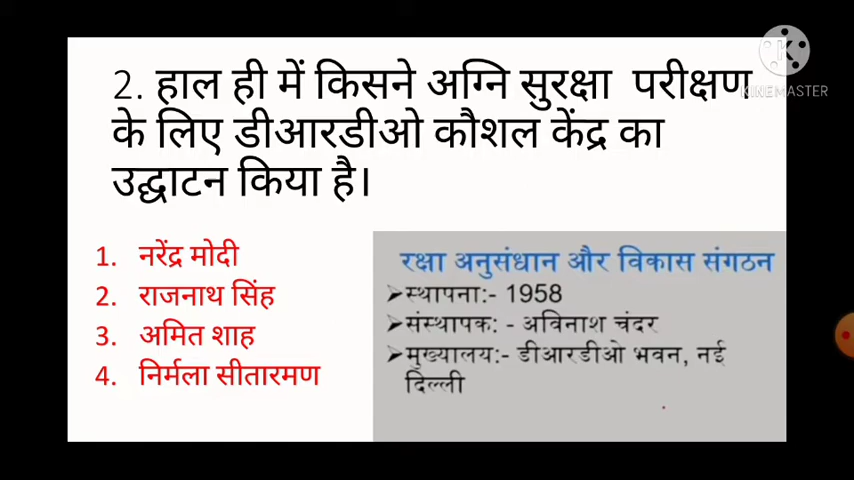 2. हाल ही में किसने अग्नि सुरक्षा परीक्षण
के लिए डीआरडीओ कौशल केंद्र का
उद्घाटन किया है।
1. नरेंद्र मोदी
2. राजनाथ सिंह
3. अमित शाह
4. निर्मला सीतारमण
रक्षा अनुसंधान और विकास संगठन
➢स्थापना:- 1958
➢संस्थापक: - अविनाश चंदर
➢मुख्यालय:- डीआरडीओ भवन, नई
दिल्ली
K
KINEMASTER